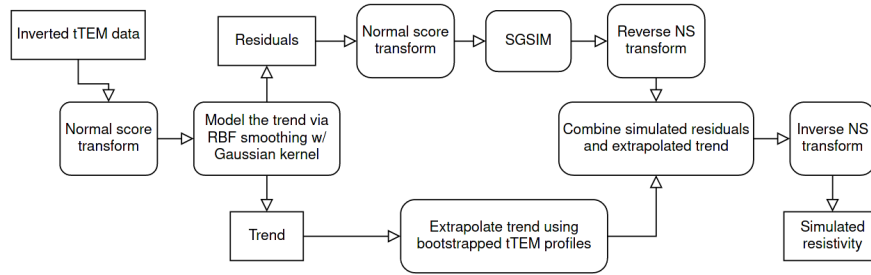 Inverted tTEM data
Normal score
transform
Model the trend via
RBF smoothing w/
Gaussian kernel
Residuals
Normal score
transform
SGSIM
Reverse NS
transform
Trend
Extrapolate trend using
bootstrapped tTEM profiles
Combine simulated residuals
and extrapolated trend
Inverse NS
transform
Simulated
resistivity